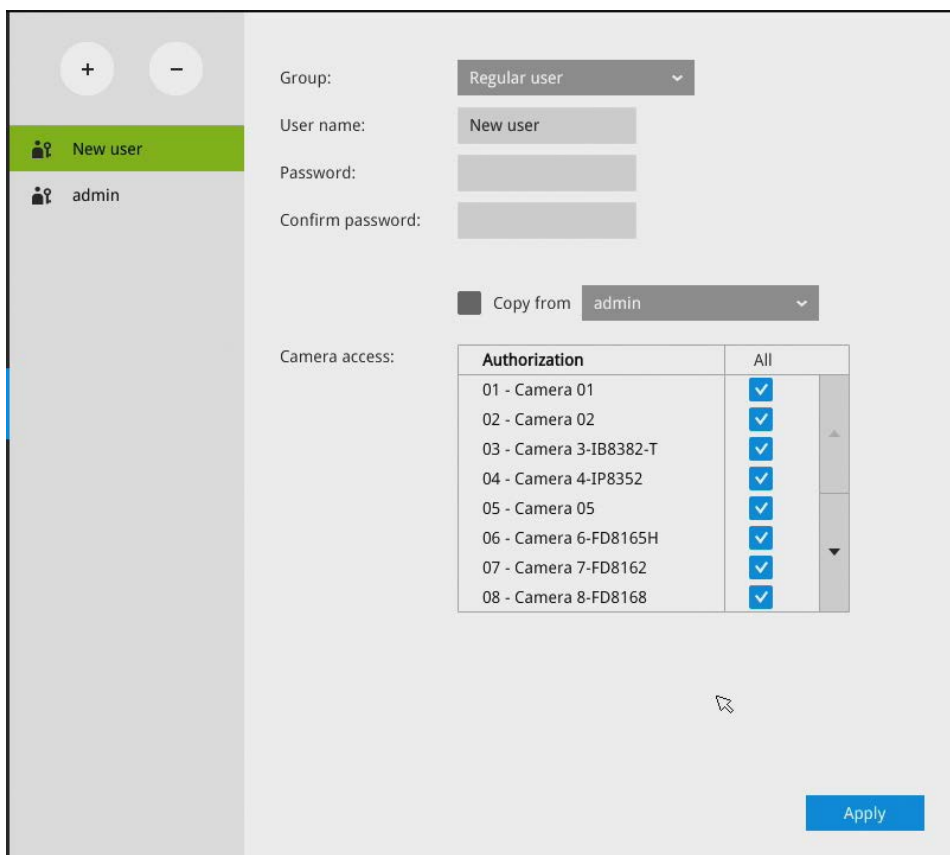 + −
New user
admin
Group: Regular user
User name: New user
Password:
Confirm password:
Copy from admin
Camera access: Authorization All
01 - Camera 01
02 - Camera 02
03 - Camera 3-IB8382-T
04 - Camera 4-IP8352
05 - Camera 05
06 - Camera 6-FD8165H
07 - Camera 7-FD8162
08 - Camera 8-FD8168
Apply